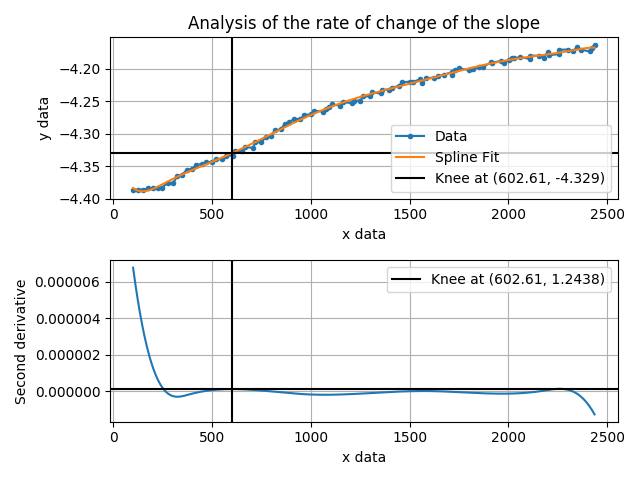 Analysis of the rate of change of the slope
y data
−4.20
−4.25
−4.30
−4.35
−4.40
Data
Spline Fit
Knee at (602.61, -4.329)
0 500 1000 1500 2000 2500
x data
Second derivative
0.000006
0.000004
0.000002
0.000000
Knee at (602.61, 1.2438)
0 500 1000 1500 2000 2500
x data